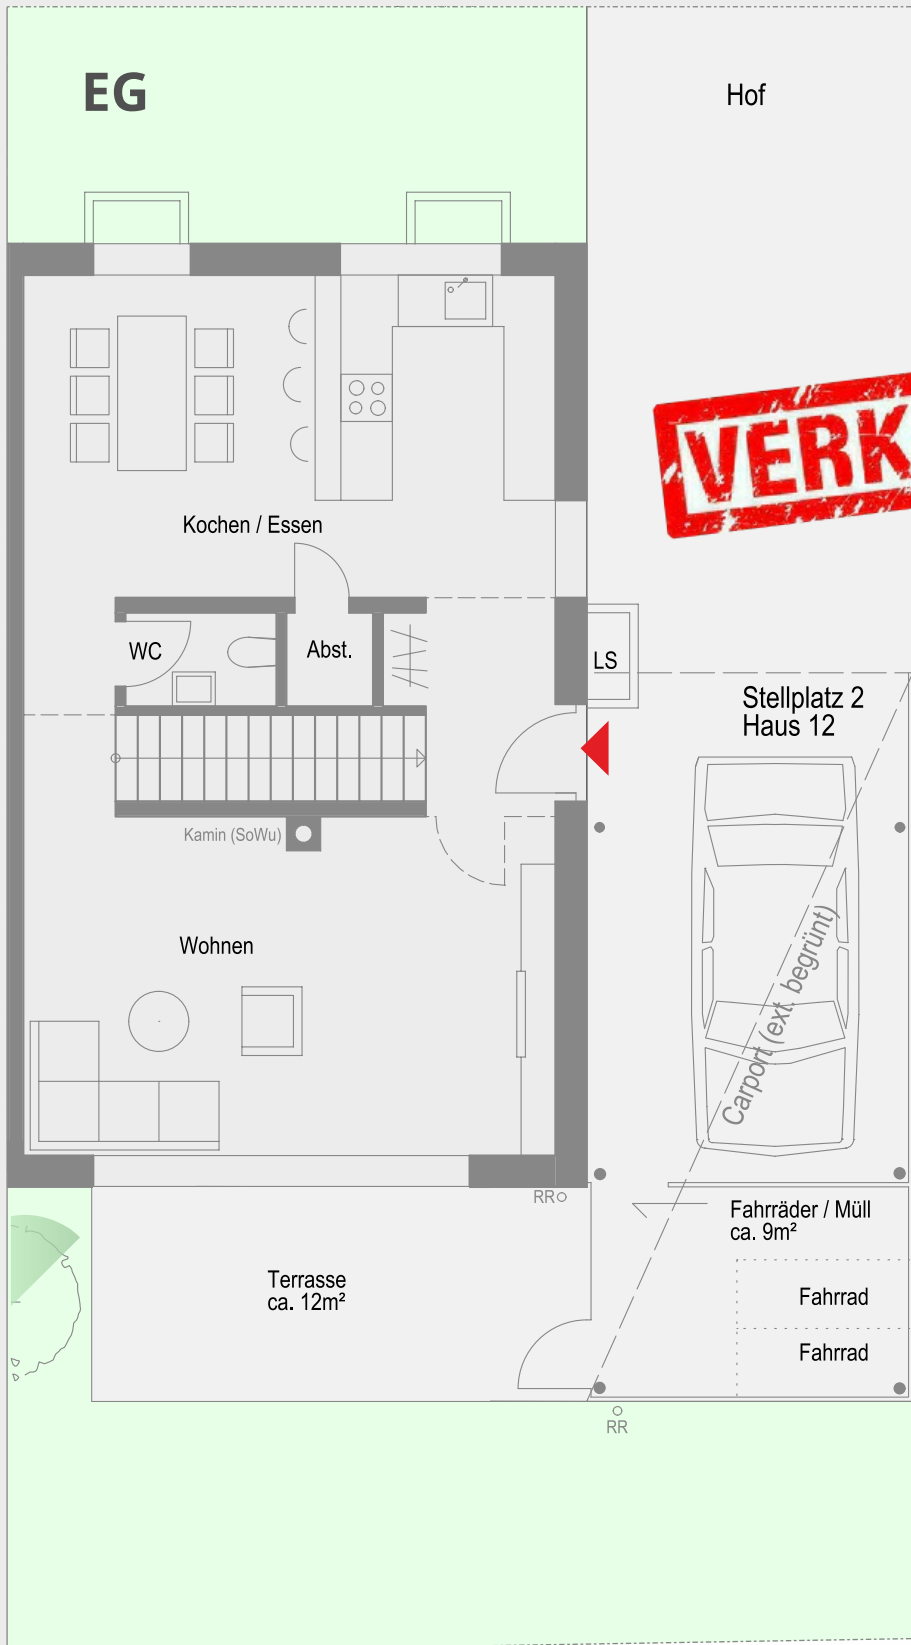 EG
Hof
VERK
Kochen / Essen
WC
Abst.
LS
Stellplatz 2
Haus 12
Kamin (SoWu)
Wohnen
Carport (ext. begrünt)
RR
Fahrräder / Müll
ca. 9m²
Terrasse
ca. 12m²
Fahrrad
Fahrrad
RR